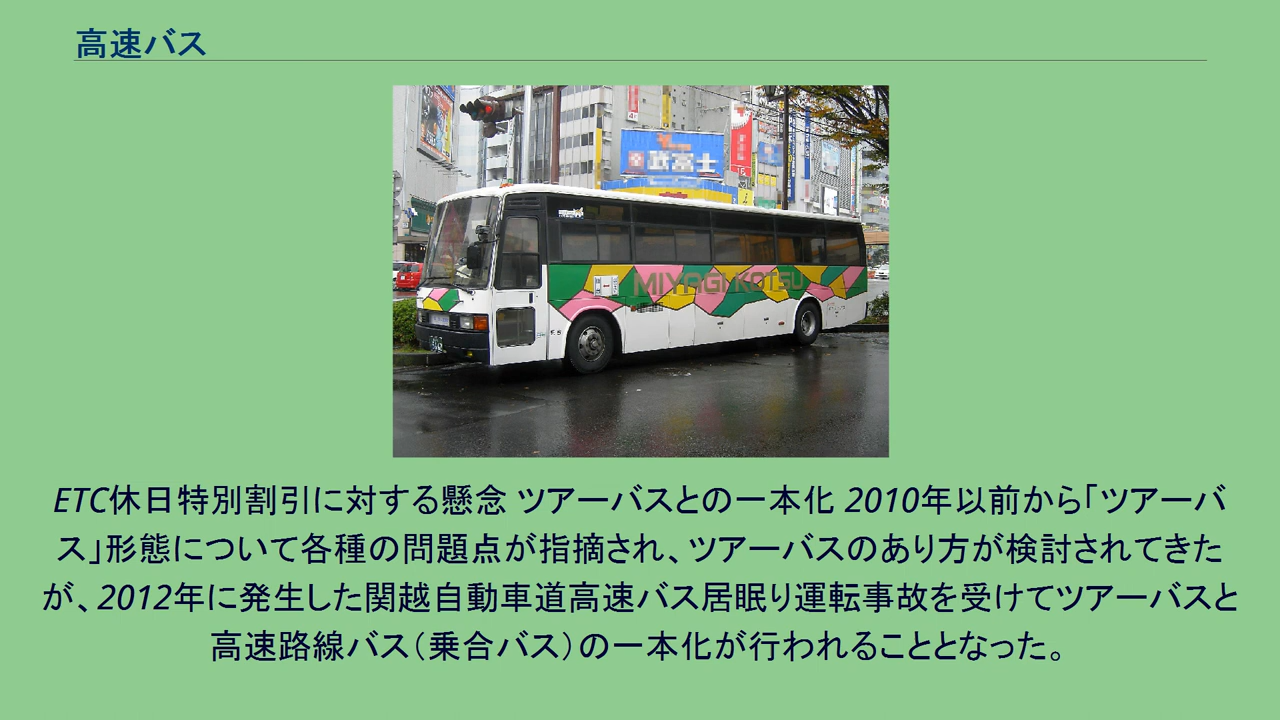 高速バス
MIYAGI KOTSU
ETC休日特別割引に対する懸念 ツアーバスとの一本化 2010年以前から「ツアーバ
ス」形態について各種の問題点が指摘され、ツアーバスのあり方が検討されてきた
が、2012年に発生した関越自動車道高速バス居眠り運転事故を受けてツアーバスと
高速路線バス（乗合バス）の一本化が行われることとなった。